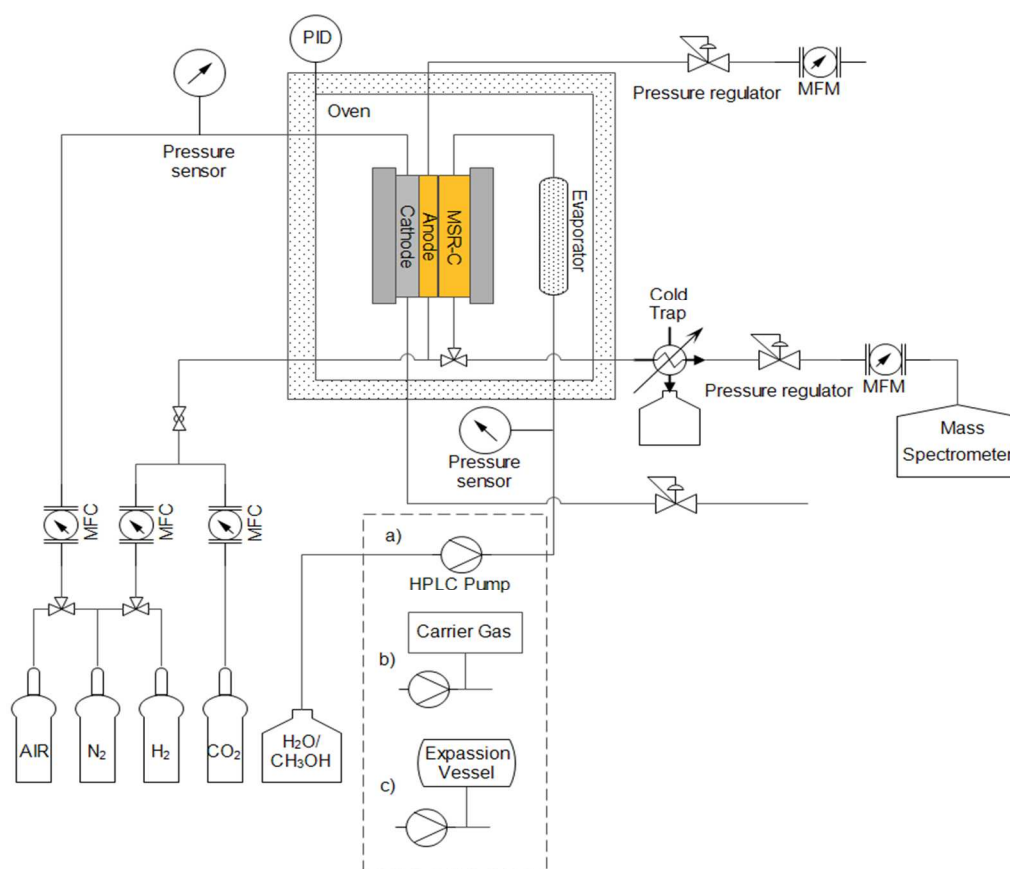 PID
Oven
Pressure
sensor
Pressure regulator
MFM
Cathode
Anode
MSR-C
Evaporator
Cold
Trap
Pressure regulator
MFM
Mass
Spectrometer
Pressure
sensor
MFC
MFC
MFC
a)
HPLC Pump
Carrier Gas
b)
Expassion
Vessel
c)
AIR
N₂
H₂
CO₂
H₂O/
CH₃OH